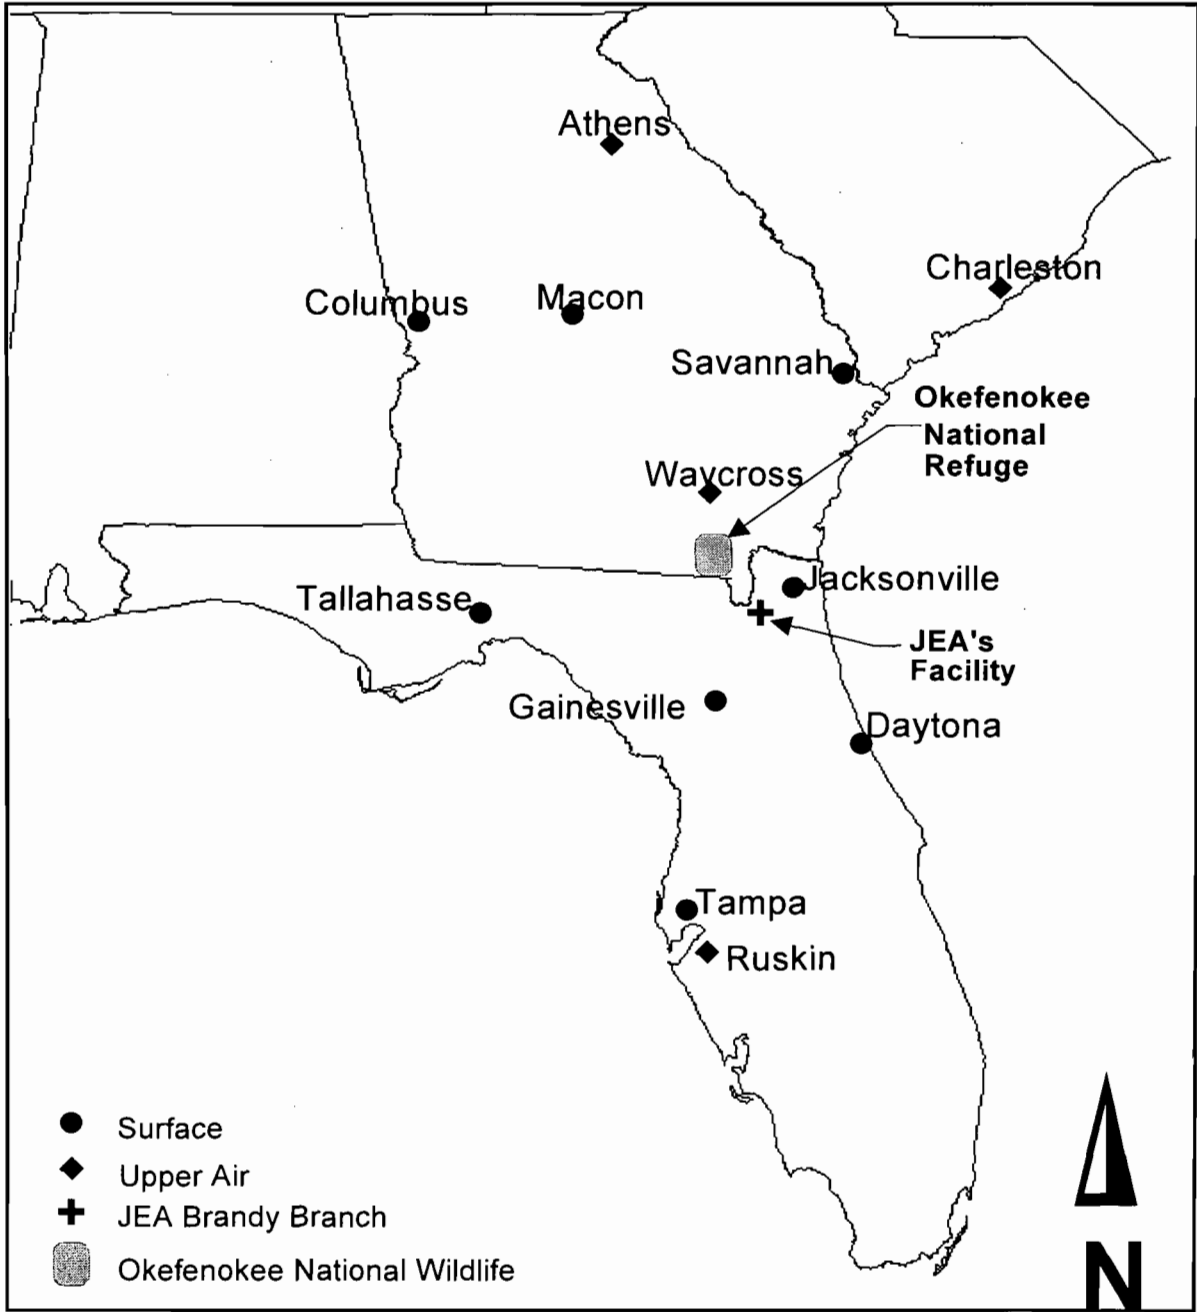 Athens
Charleston
Columbus
Macon
Savannah
Okefenokee
National
Refuge
Waycross
Jacksonville
Tallahasse
JEA's
Facility
Gainesville
Daytona
Tampa
Ruskin
Surface
Upper Air
JEA Brandy Branch
Okefenokee National Wildlife
N